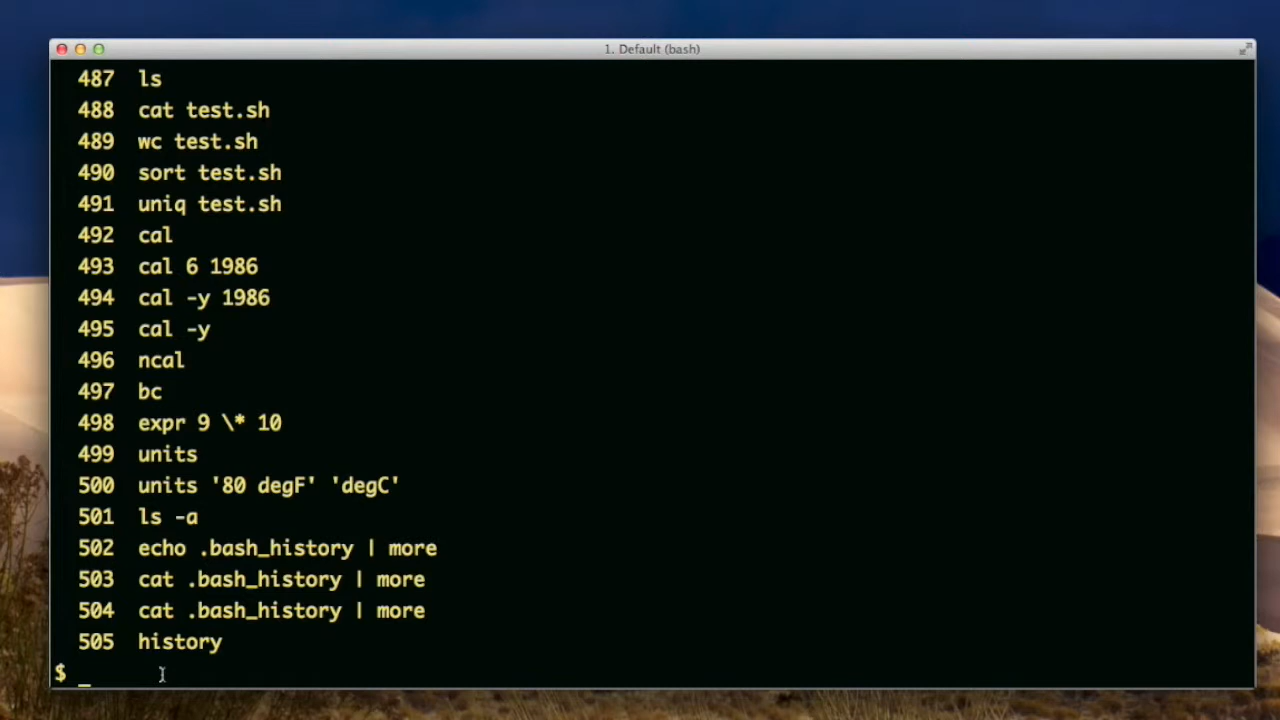 1. Default (bash)
487 ls
488 cat test.sh
489 wc test.sh
490 sort test.sh
491 uniq test.sh
492 cal
493 cal 6 1986
494 cal -y 1986
495 cal -y
496 ncal
497 bc
498 expr 9 \* 10
499 units
500 units '80 degF' 'degC'
501 ls -a
502 echo .bash_history | more
503 cat .bash_history | more
504 cat .bash_history | more
505 history
$ _